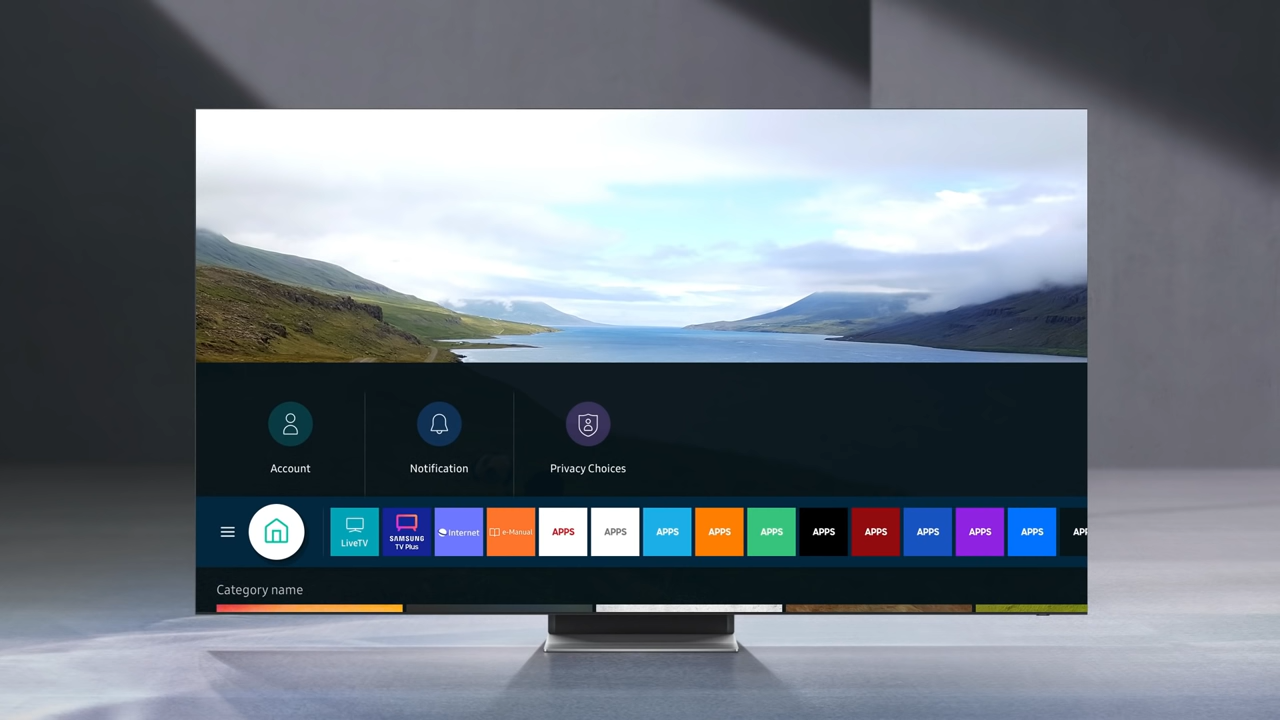 Account
Notification
Privacy Choices
LiveTV
SAMSUNG
TV Plus
Internet
e-Manual
APPS
APPS
APPS
APPS
APPS
APPS
APPS
APPS
APPS
APPS
Category name